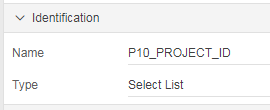 Identification
Name P10_PROJECT_ID
Type Select List